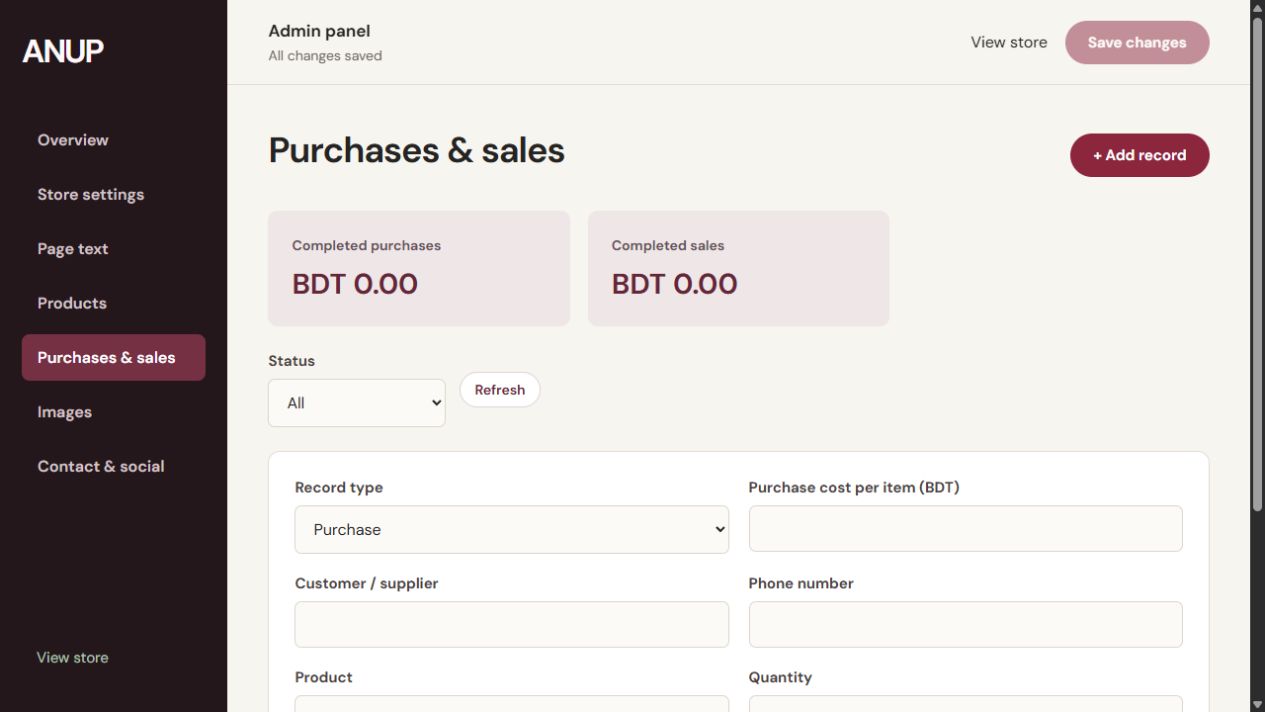 ANUP
Overview
Store settings
Page text
Products
Purchases & sales
Images
Contact & social
View store
Admin panel
All changes saved
View store
Save changes
Purchases & sales
+ Add record
Completed purchases
BDT 0.00
Completed sales
BDT 0.00
Status
All
Refresh
Record type
Purchase
Purchase cost per item (BDT)
Customer / supplier
Phone number
Product
Quantity